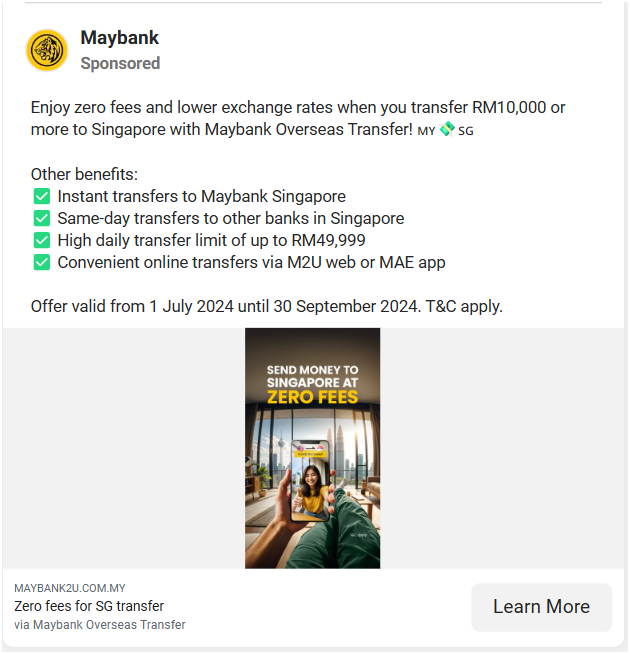 Maybank
Sponsored
Enjoy zero fees and lower exchange rates when you transfer RM10,000 or
more to Singapore with Maybank Overseas Transfer! MY 💸 SG
Other benefits:
✅ Instant transfers to Maybank Singapore
✅ Same-day transfers to other banks in Singapore
✅ High daily transfer limit of up to RM49,999
✅ Convenient online transfers via M2U web or MAE app
Offer valid from 1 July 2024 until 30 September 2024. T&C apply.
SEND MONEY TO
SINGAPORE AT
ZERO FEES
MAYBANK2U.COM.MY
Zero fees for SG transfer
via Maybank Overseas Transfer
Learn More